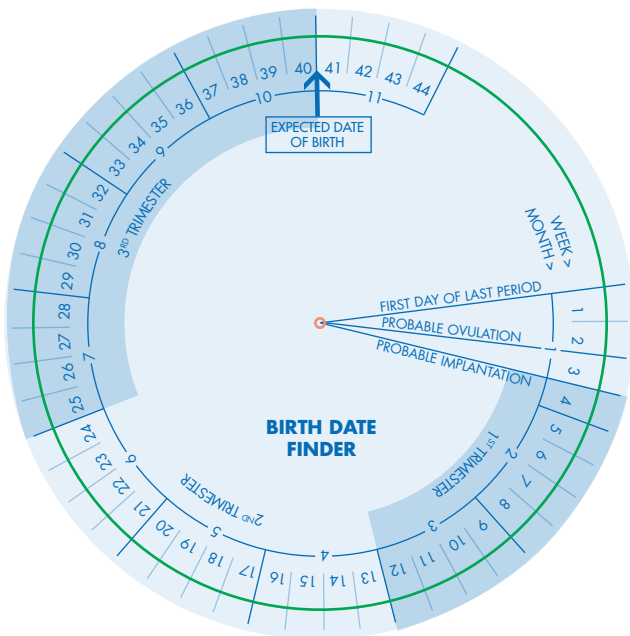 EXPECTED DATE
OF BIRTH
WEEK >
MONTH >
FIRST DAY OF LAST PERIOD
PROBABLE OVULATION
PROBABLE IMPLANTATION
BIRTH DATE
FINDER
1ST TRIMESTER
2ND TRIMESTER
3RD TRIMESTER
1 2 3 4 5 6 7 8 9 10 11 12 13 14 15 16 17 18 19 20 21 22 23 24 25 26 27 28 29 30 31 32 33 34 35 36 37 38 39 40 41 42 43 44
1 2 3 4 5 6 7 8 9 10 11